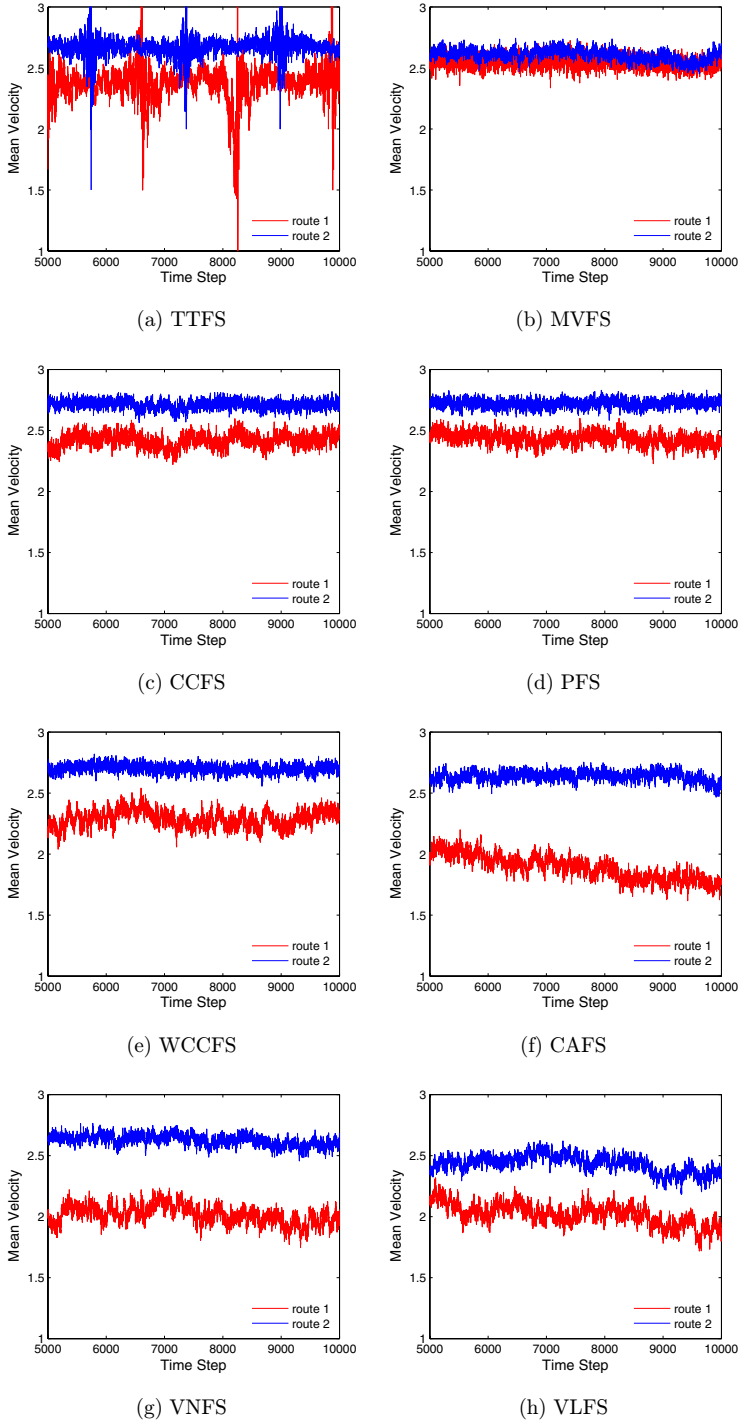 3
2.5
2
1.5
1
Mean Velocity
route 1
route 2
5000 6000 7000 8000 9000 10000
Time Step
(a) TTFS
3
2.5
2
1.5
1
Mean Velocity
route 1
route 2
5000 6000 7000 8000 9000 10000
Time Step
(b) MVFS
3
2.5
2
1.5
1
Mean Velocity
route 1
route 2
5000 6000 7000 8000 9000 10000
Time Step
(c) CCFS
3
2.5
2
1.5
1
Mean Velocity
route 1
route 2
5000 6000 7000 8000 9000 10000
Time Step
(d) PFS
3
2.5
2
1.5
1
Mean Velocity
route 1
route 2
5000 6000 7000 8000 9000 10000
Time Step
(e) WCCFS
3
2.5
2
1.5
1
Mean Velocity
route 1
route 2
5000 6000 7000 8000 9000 10000
Time Step
(f) CAFS
3
2.5
2
1.5
1
Mean Velocity
route 1
route 2
5000 6000 7000 8000 9000 10000
Time Step
(g) VNFS
3
2.5
2
1.5
1
Mean Velocity
route 1
route 2
5000 6000 7000 8000 9000 10000
Time Step
(h) VLFS